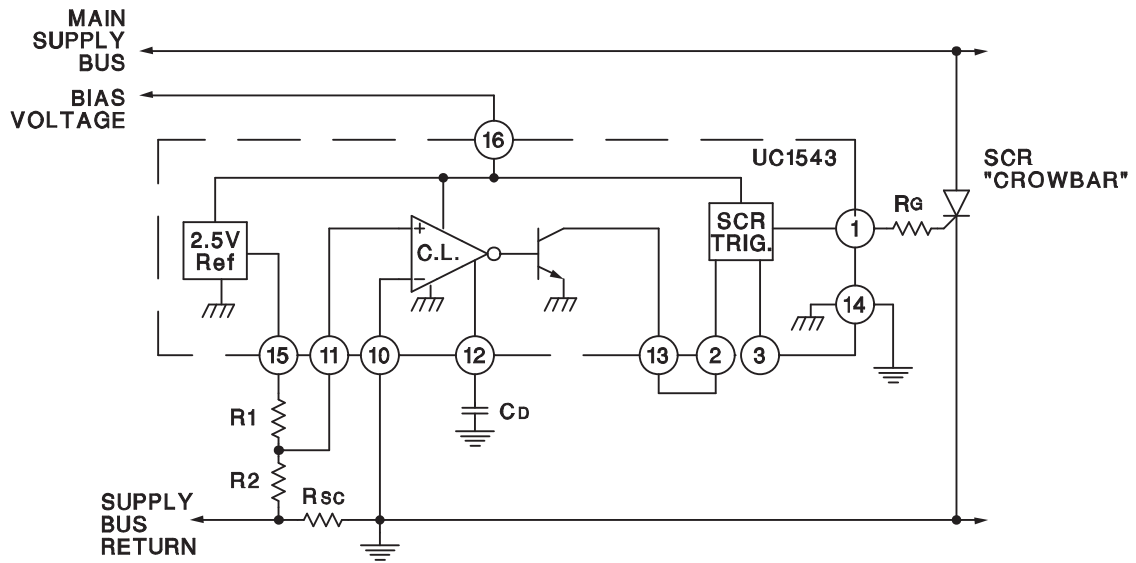 MAIN
SUPPLY
BUS
BIAS
VOLTAGE
16
UC1543
SCR
"CROWBAR"
2.5V
Ref
+
C.L.
−
SCR
TRIG.
1
RG
14
15
11
10
12
13
2
3
R1
CD
R2
RSC
SUPPLY
BUS
RETURN